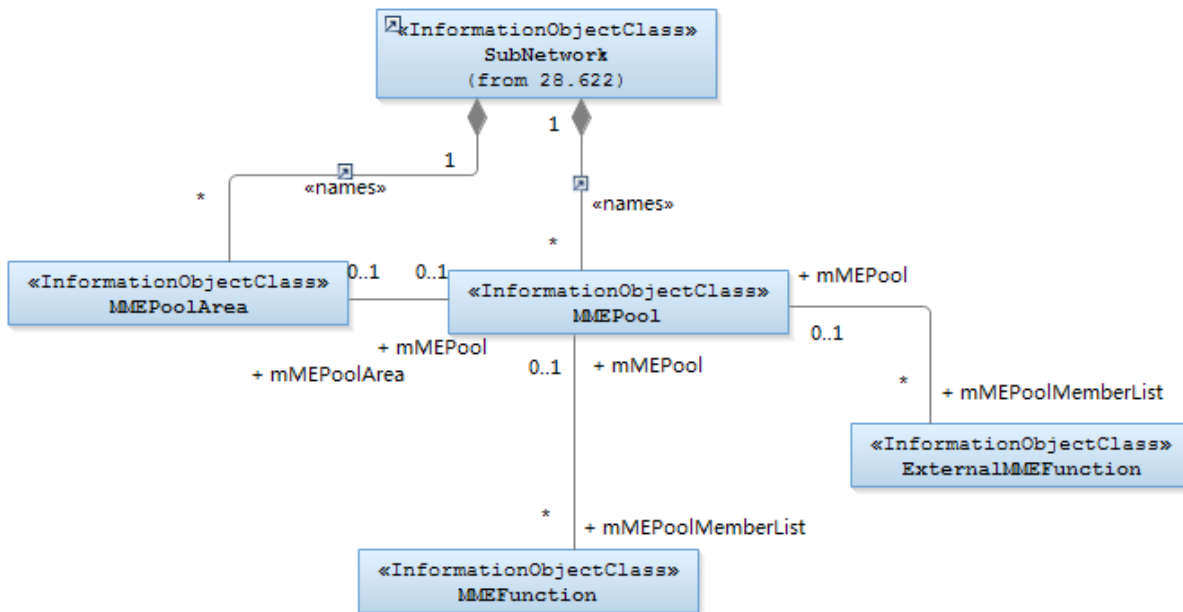 «InformationObjectClass»
SubNetwork
(from 28.622)
1
1
«names»
«names»
*
*
«InformationObjectClass»
MMEPoolArea
0..1
0..1
«InformationObjectClass»
MMEPool
+ mMEPool
0..1
+ mMEPool
+ mMEPoolArea
0..1
+ mMEPool
*
+ mMEPoolMemberList
«InformationObjectClass»
ExternalMMEFunction
*
+ mMEPoolMemberList
«InformationObjectClass»
MMEFunction